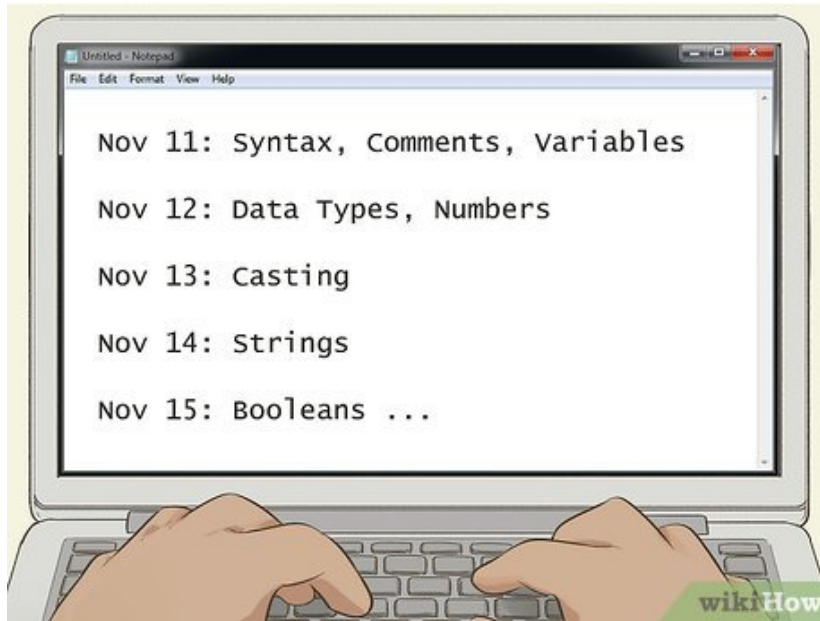 Untitled - Notepad
File Edit Format View Help
Nov 11: Syntax, Comments, Variables
Nov 12: Data Types, Numbers
Nov 13: Casting
Nov 14: Strings
Nov 15: Booleans ...
wikiHow